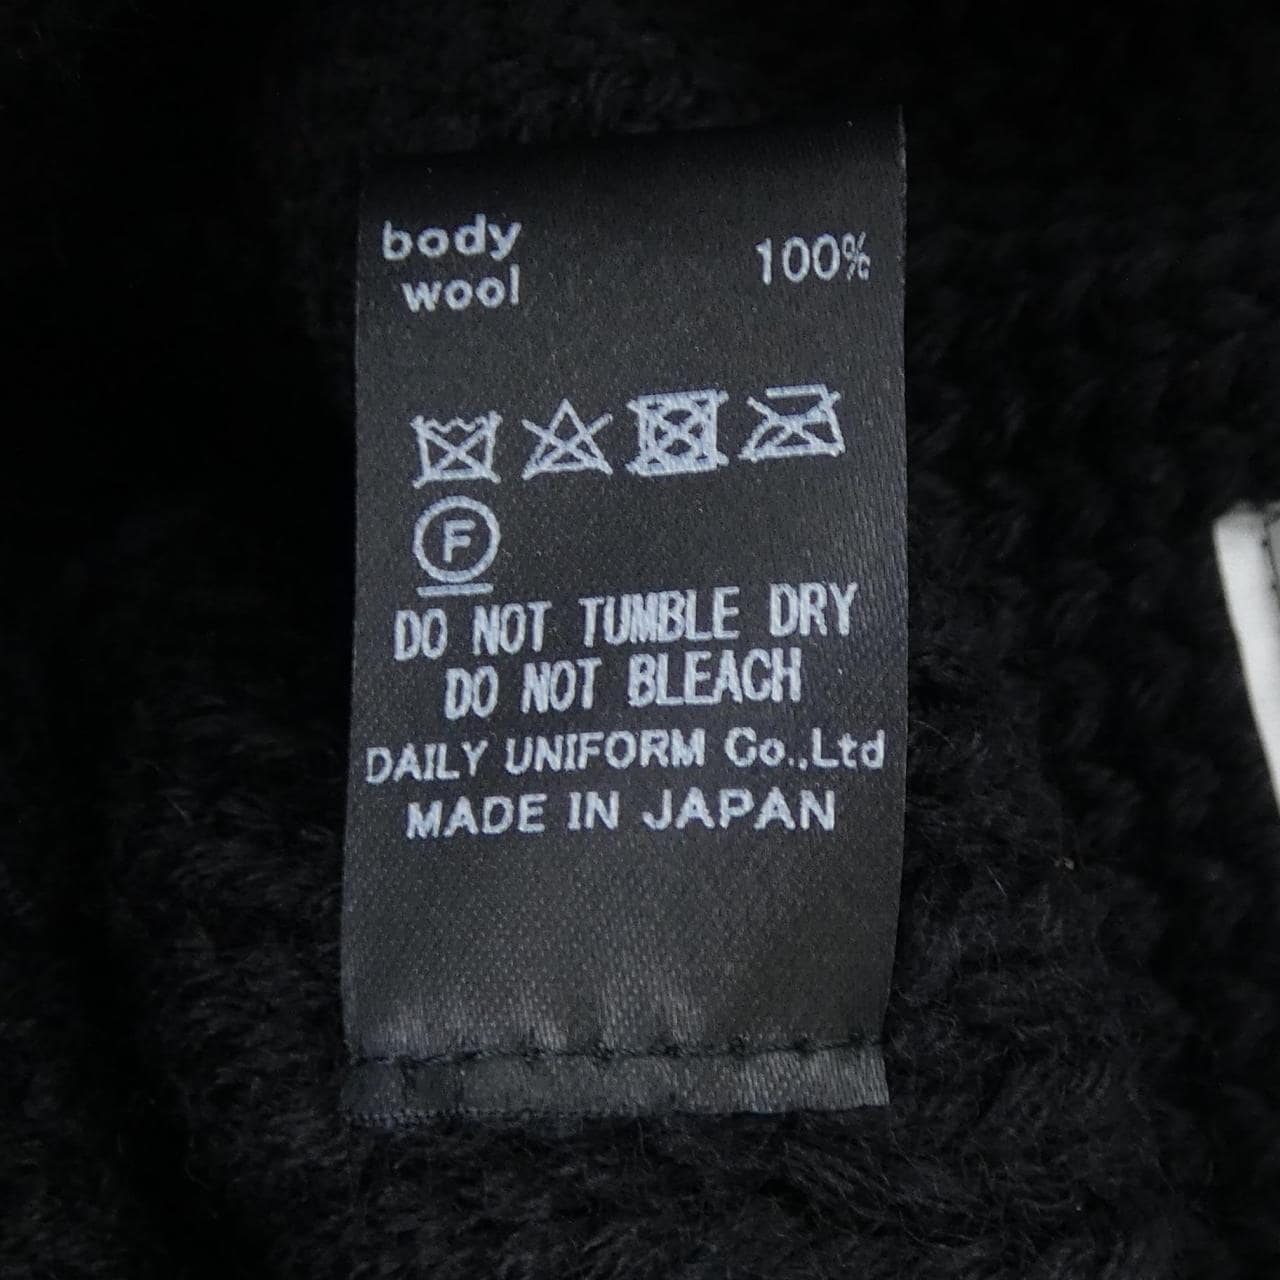 body
wool 100%
F
DO NOT TUMBLE DRY
DO NOT BLEACH
DAILY UNIFORM Co.,Ltd
MADE IN JAPAN